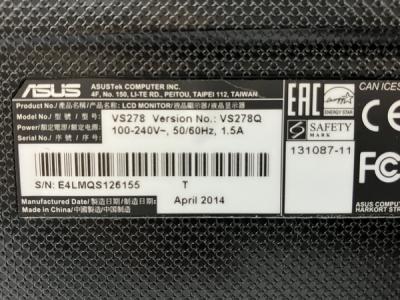 ASUS
ASUSTek COMPUTER INC.
4F, No. 150, LI-TE RD., PEITOU, TAIPEI 112, TAIWAN
Product Name./產品名稱/产品名称: LCD MONITOR/液晶顯示器/液晶显示器
Model No./型號/型号: VS278 Version No.: VS278Q
Power No./電源/电源: 100-240V~, 50/60Hz, 1.5A
Serial No./序號/序号:
S/N: E4LMQS126155 T
Manufactured Date/製造日期/制造日期: April 2014
Made in China/中國製造/中国制造
EAC
ENERGY STAR
SAFETY
MARK
131087-11
CAN ICES
CE
FC
ASUS COMPUT
HARKORT STR